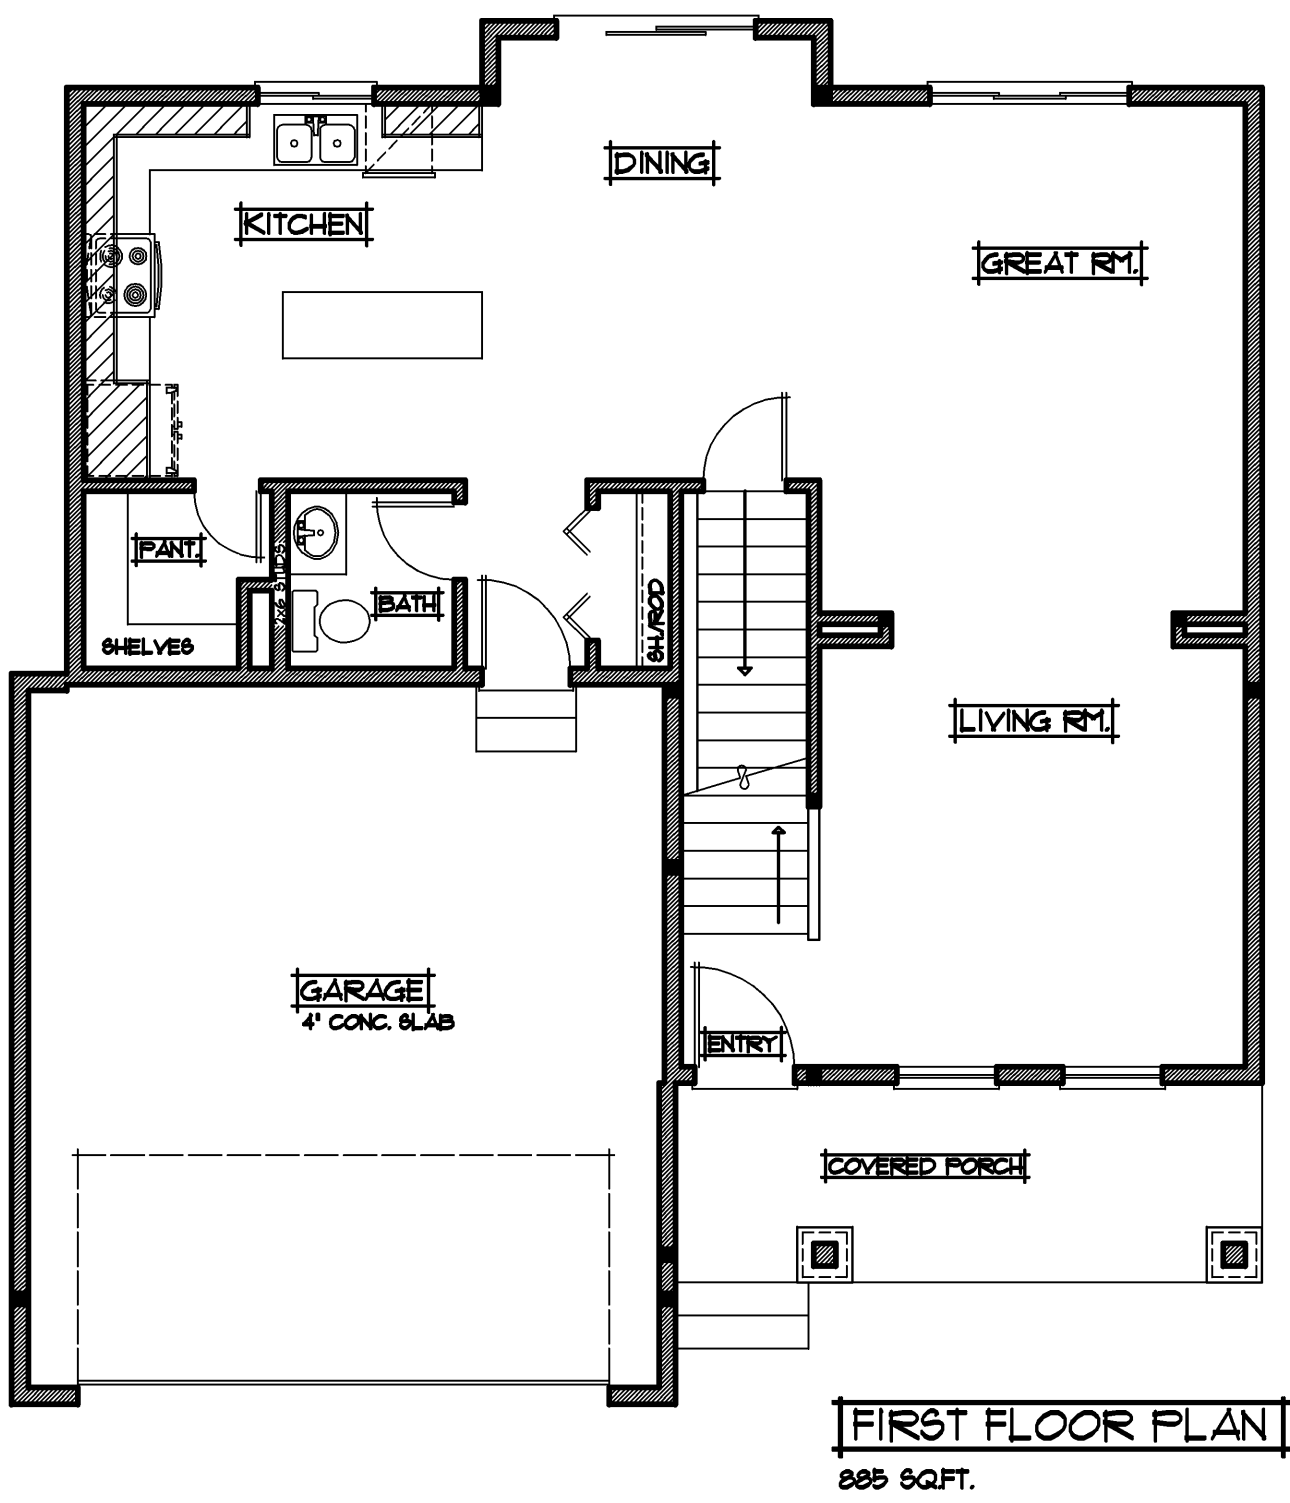 DINING
KITCHEN
GREAT RM.
PANT.
2x6 STUDS.
BATH
SH/ROD
SHELVES
LIVING RM.
GARAGE
4" CONC. SLAB
ENTRY
COVERED PORCH
FIRST FLOOR PLAN
885 SQ.FT.